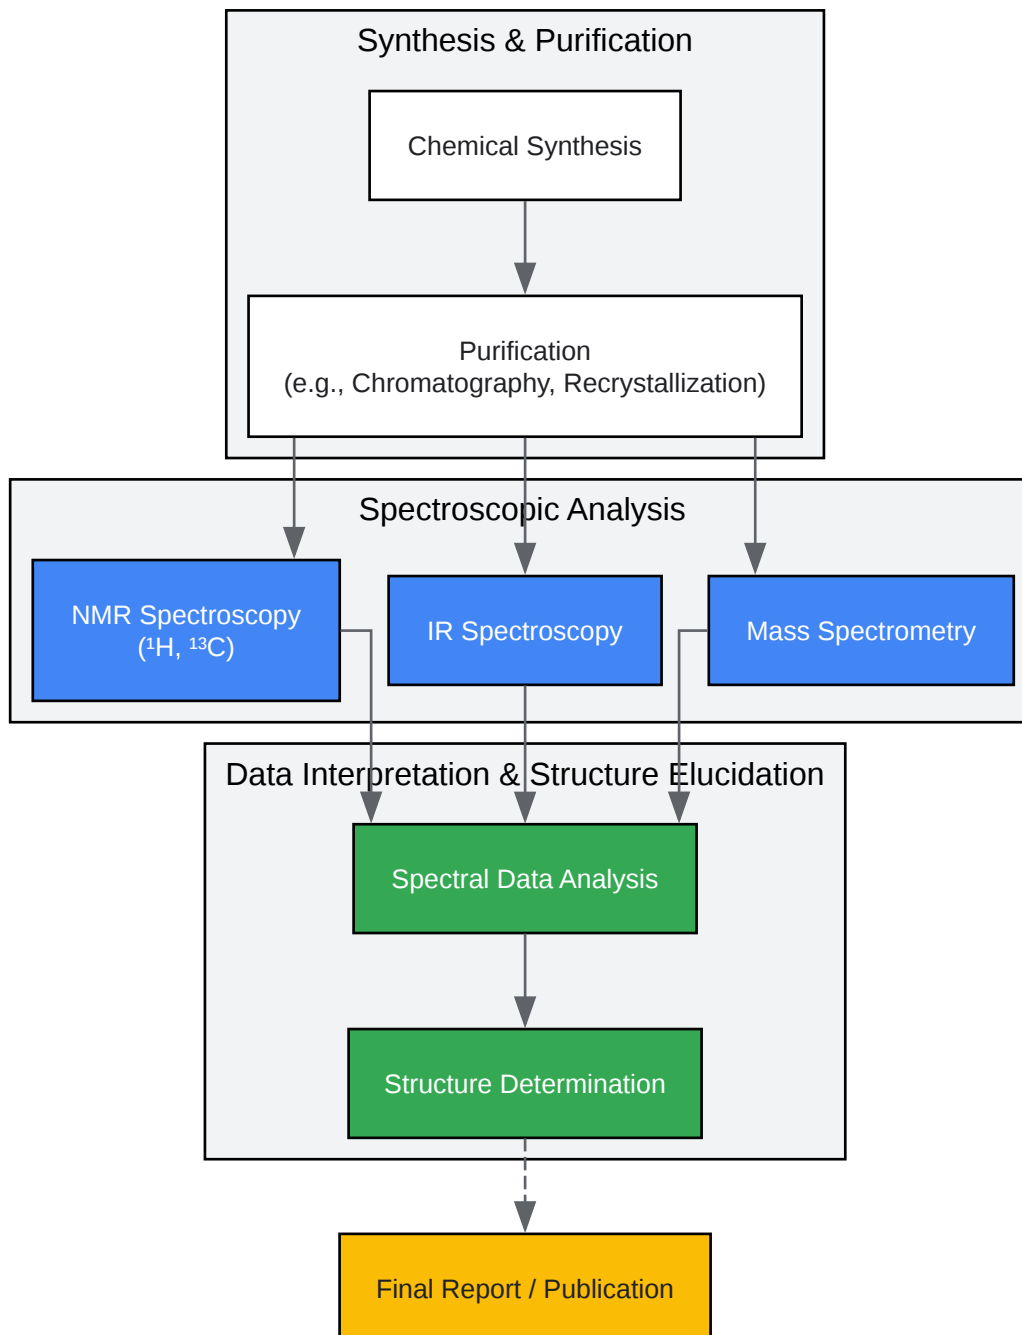 Synthesis & Purification
Chemical Synthesis
Purification
(e.g., Chromatography, Recrystallization)
Spectroscopic Analysis
NMR Spectroscopy
(¹H, ¹³C)
IR Spectroscopy
Mass Spectrometry
Data Interpretation & Structure Elucidation
Spectral Data Analysis
Structure Determination
Final Report / Publication